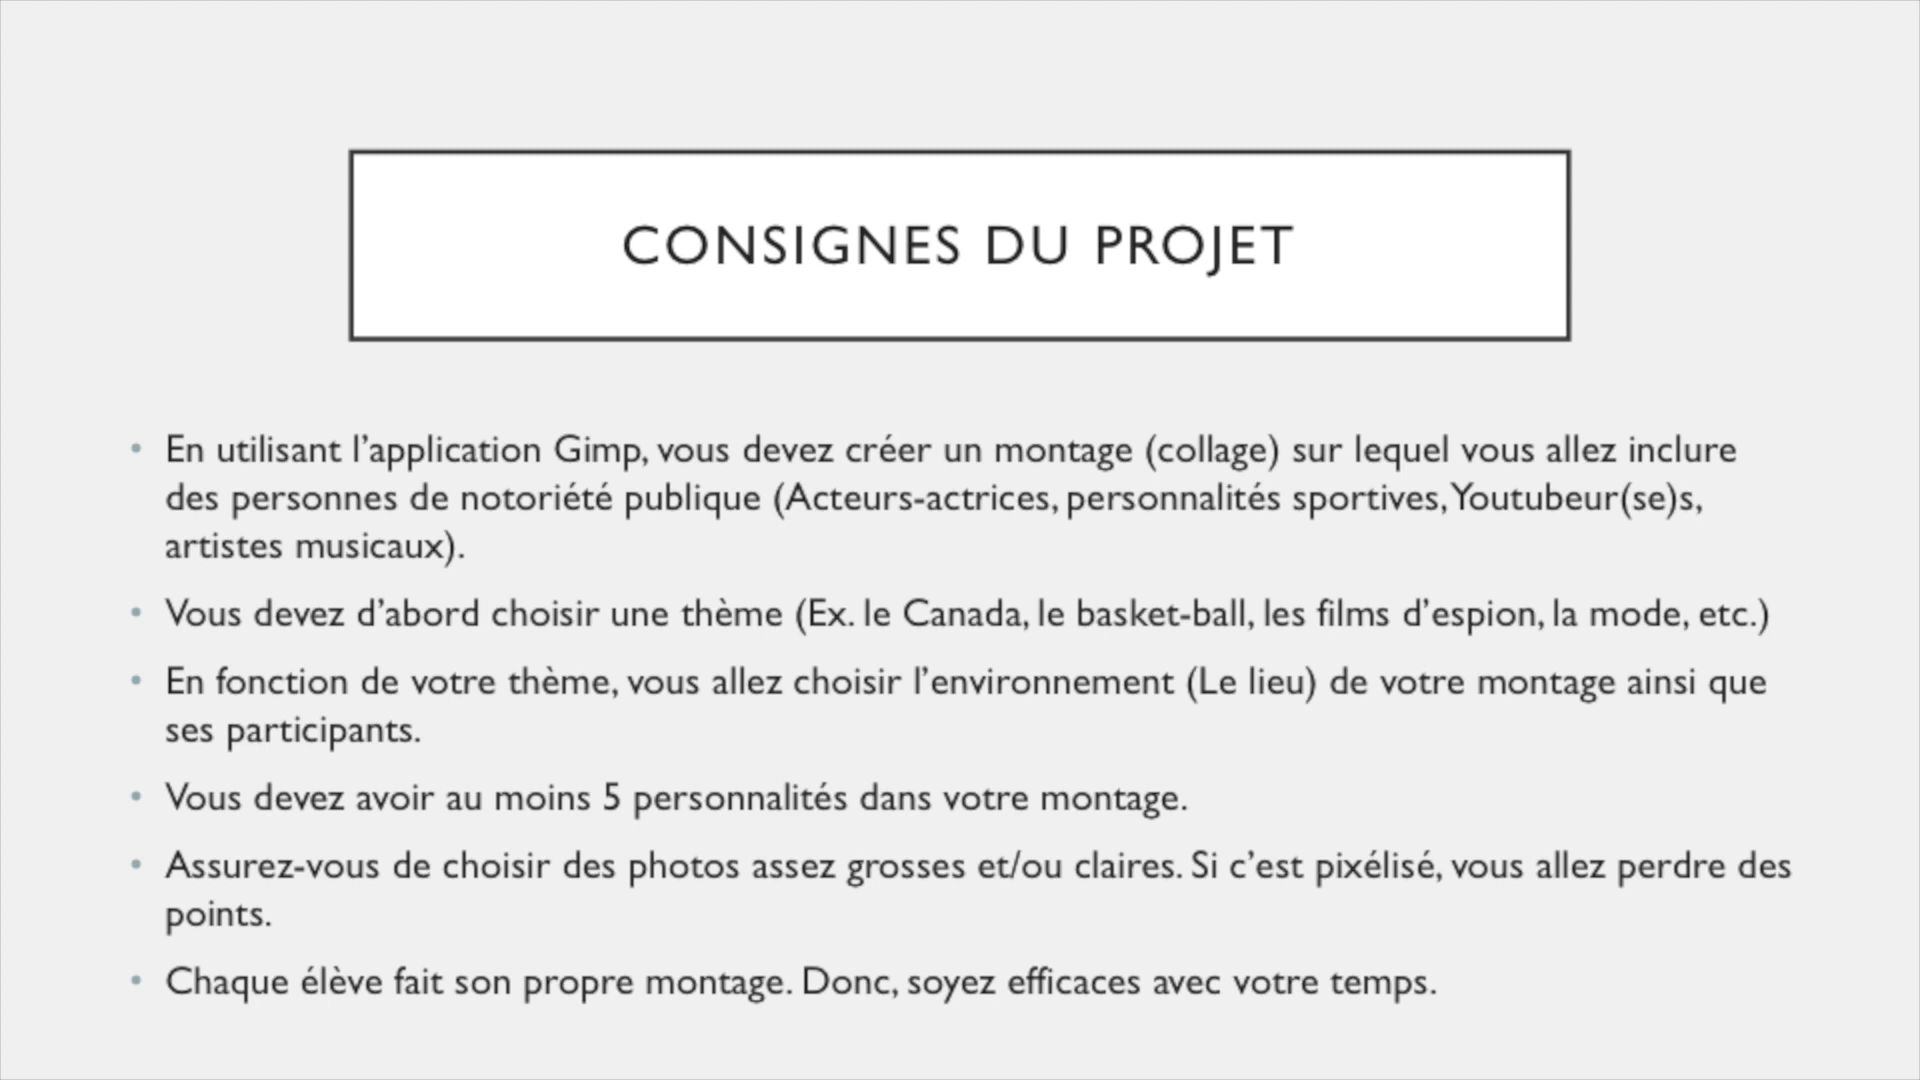 CONSIGNES DU PROJET
• En utilisant l’application Gimp, vous devez créer un montage (collage) sur lequel vous allez inclure
des personnes de notoriété publique (Acteurs-actrices, personnalités sportives, Youtubeur(se)s,
artistes musicaux).
• Vous devez d’abord choisir une thème (Ex. le Canada, le basket-ball, les films d’espion, la mode, etc.)
• En fonction de votre thème, vous allez choisir l’environnement (Le lieu) de votre montage ainsi que
ses participants.
• Vous devez avoir au moins 5 personnalités dans votre montage.
• Assurez-vous de choisir des photos assez grosses et/ou claires. Si c’est pixélisé, vous allez perdre des
points.
• Chaque élève fait son propre montage. Donc, soyez efficaces avec votre temps.